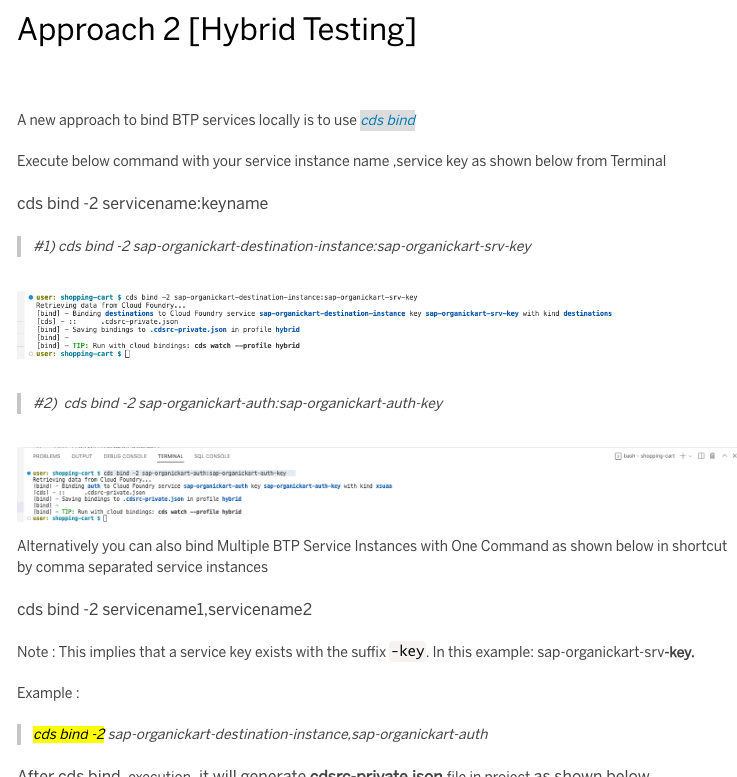 Approach 2 [Hybrid Testing]
A new approach to bind BTP services locally is to use cds bind
Execute below command with your service instance name ,service key as shown below from Terminal
cds bind -2 servicename:keyname
#1) cds bind -2 sap-organickart-destination-instance:sap-organickart-srv-key
user: shopping-cart $ cds bind -2 sap-organickart-destination-instance:sap-organickart-srv-key
Retrieving data from Cloud Foundry...
[bind] - Binding destinations to Cloud Foundry service sap-organickart-destination-instance key sap-organickart-srv-key with kind destinations
[cds] - :: .cdsrc-private.json
[bind] - Saving bindings to .cdsrc-private.json in profile hybrid
[bind] -
[bind] - TIP: Run with cloud bindings: cds watch --profile hybrid
user: shopping-cart $
#2) cds bind -2 sap-organickart-auth:sap-organickart-auth-key
PROBLEMS OUTPUT DEBUG CONSOLE TERMINAL SQL CONSOLE bash - shopping-cart
user: shopping-cart $ cds bind -2 sap-organickart-auth:sap-organickart-auth-key
Retrieving data from Cloud Foundry...
[bind] - Binding auth to Cloud Foundry service sap-organickart-auth key sap-organickart-auth-key with kind xsuaa
[cds] - :: .cdsrc-private.json
[bind] - Saving bindings to .cdsrc-private.json in profile hybrid
[bind] -
[bind] - TIP: Run with cloud bindings: cds watch --profile hybrid
user: shopping-cart $
Alternatively you can also bind Multiple BTP Service Instances with One Command as shown below in shortcut
by comma separated service instances
cds bind -2 servicename1,servicename2
Note : This implies that a service key exists with the suffix -key. In this example: sap-organickart-srv-key.
Example :
cds bind -2 sap-organickart-destination-instance,sap-organickart-auth
After cds bind execution, it will generate cdsrc-private.json file in project as shown below